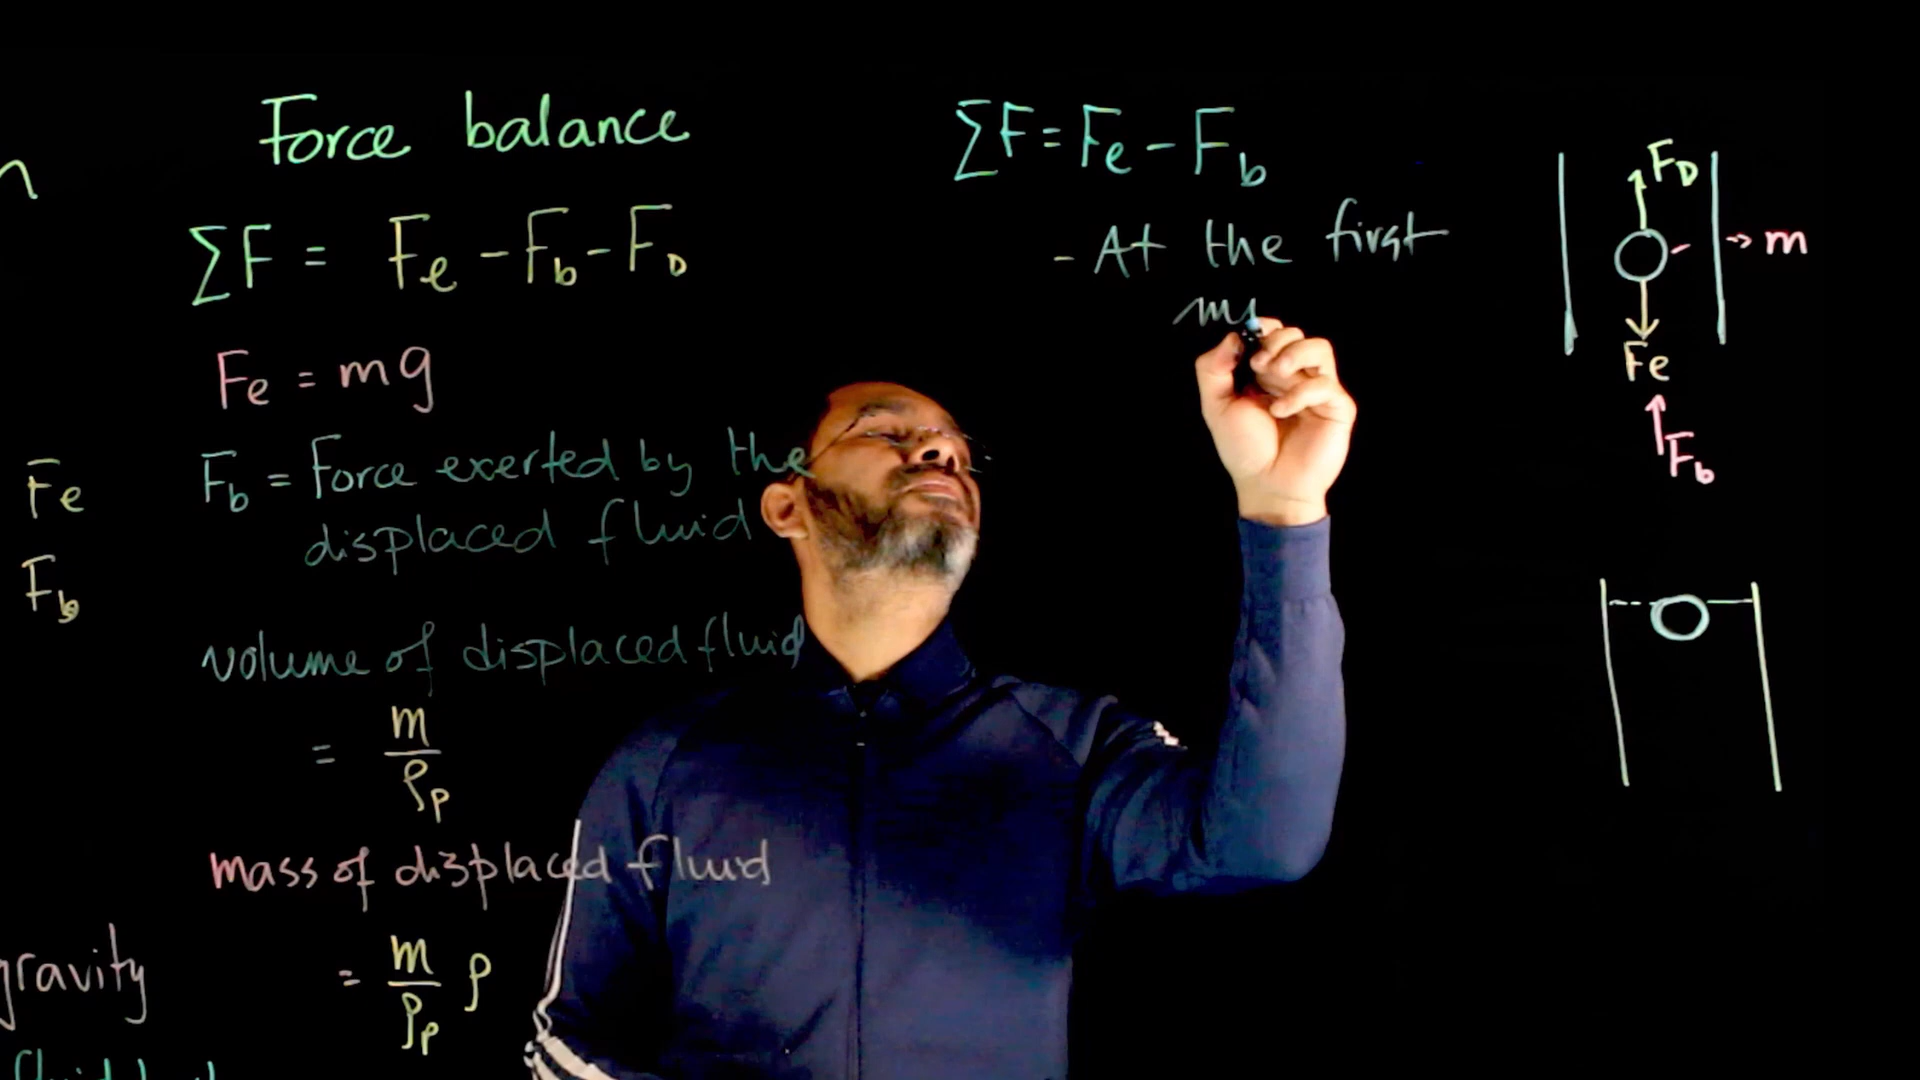 Force balance
ΣF = Fe - Fb - FD
Fe = mg
Fb = Force exerted by the
displaced fluid
volume of displaced fluid
= m/ρp
mass of displaced fluid
= m/ρp ρ
Fe
Fb
gravity
ΣF = Fe - Fb
- At the first
FD
m
Fe
Fb